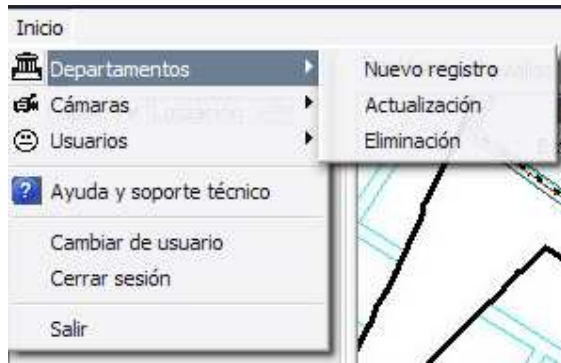 Inicio
Departamentos
Cámaras
Usuarios
Ayuda y soporte técnico
Cambiar de usuario
Cerrar sesión
Salir
Nuevo registro
Actualización
Eliminación